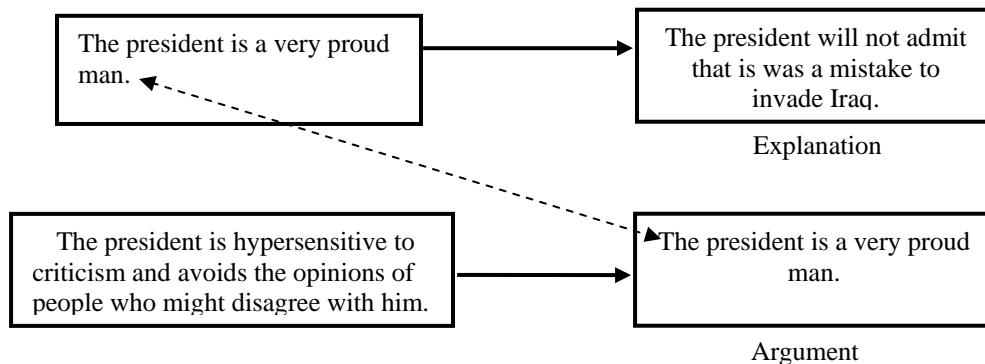 The president is a very proud
man.
The president will not admit
that is was a mistake to
invade Iraq.
Explanation
The president is hypersensitive to
criticism and avoids the opinions of
people who might disagree with him.
The president is a very proud
man.
Argument